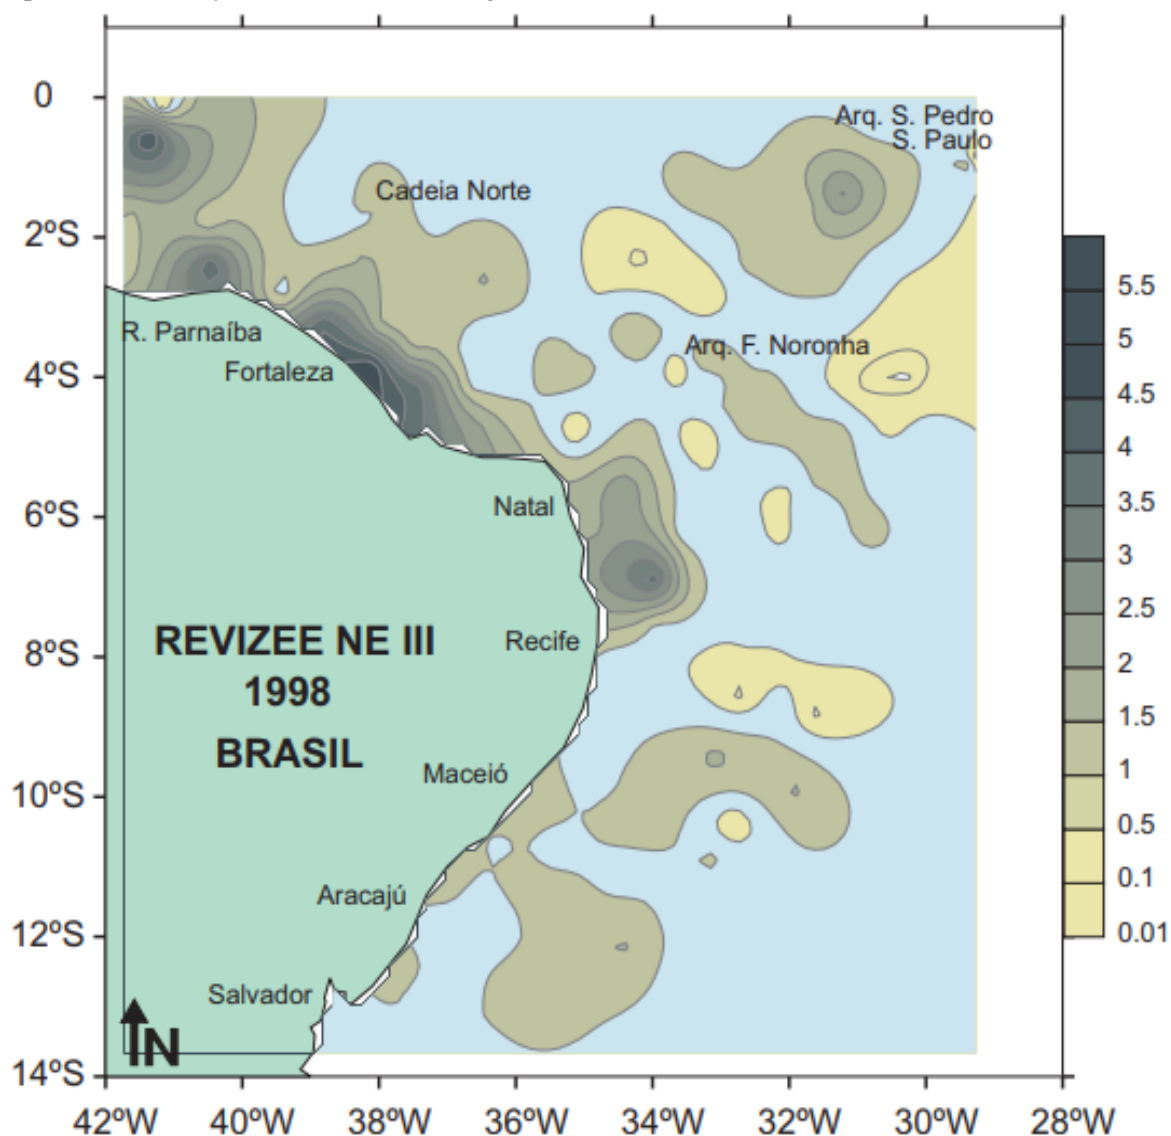 0
2ºS
4ºS
6ºS
8ºS
10ºS
12ºS
14ºS
Arq. S. Pedro
S. Paulo
Cadeia Norte
R. Parnaíba
Fortaleza
Arq. F. Noronha
Natal
Recife
REVIZEE NE III
1998
BRASIL
Maceió
Aracajú
Salvador
N
5.5
5
4.5
4
3.5
3
2.5
2
1.5
1
0.5
0.1
0.01
42ºW 40ºW 38ºW 36ºW 34ºW 32ºW 30ºW 28ºW